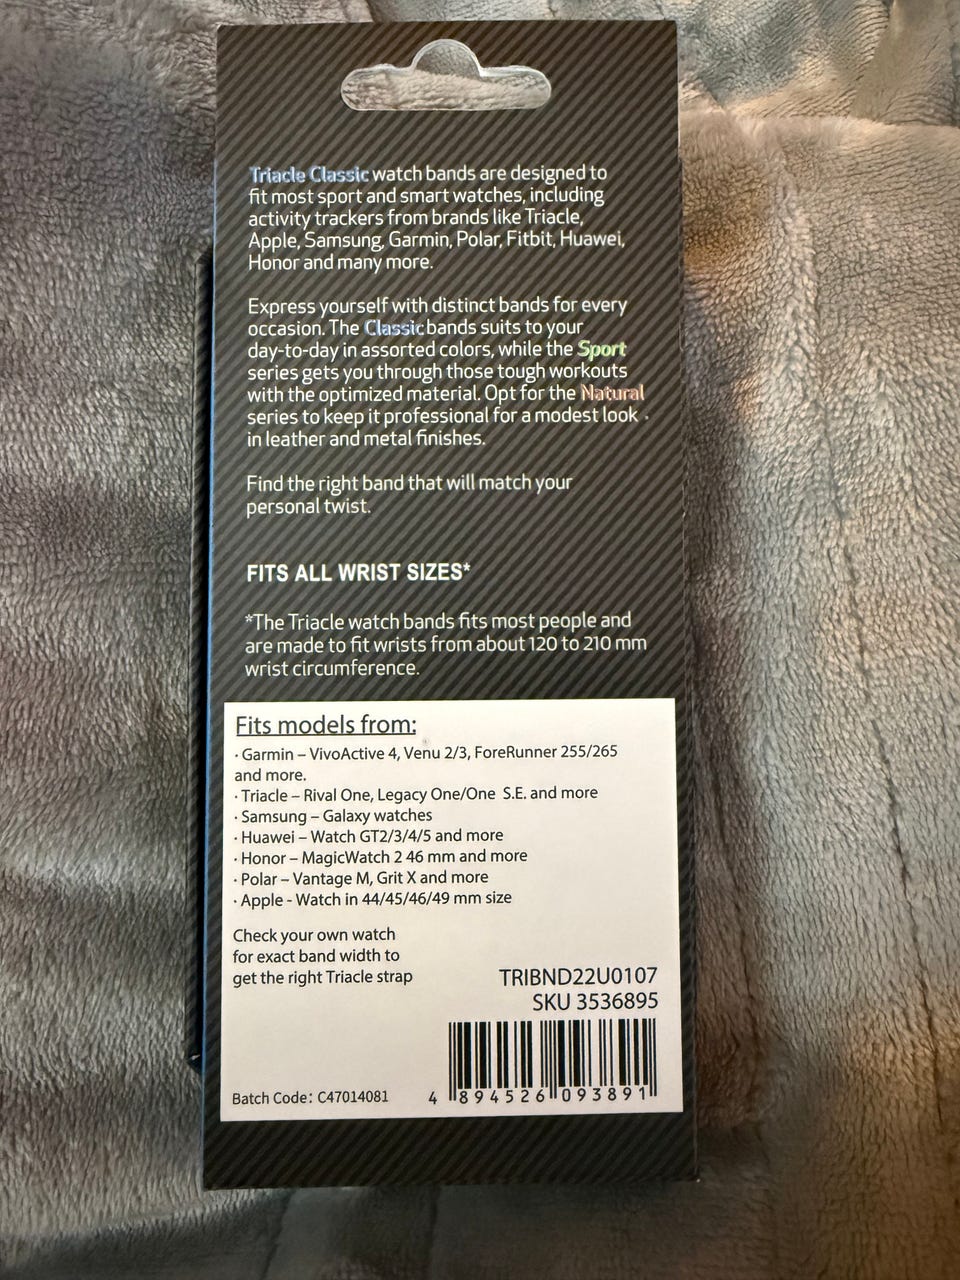 Triacle Classic watch bands are designed to
fit most sport and smart watches, including
activity trackers from brands like Triacle,
Apple, Samsung, Garmin, Polar, Fitbit, Huawei,
Honor and many more.
Express yourself with distinct bands for every
occasion. The Classic bands suits to your
day-to-day in assorted colors, while the Sport
series gets you through those tough workouts
with the optimized material. Opt for the Natural
series to keep it professional for a modest look
in leather and metal finishes.
Find the right band that will match your
personal twist.
FITS ALL WRIST SIZES*
*The Triacle watch bands fits most people and
are made to fit wrists from about 120 to 210 mm
wrist circumference.
Fits models from:
· Garmin – VivoActive 4, Venu 2/3, ForeRunner 255/265
and more.
· Triacle – Rival One, Legacy One/One S.E. and more
· Samsung – Galaxy watches
· Huawei – Watch GT2/3/4/5 and more
· Honor – MagicWatch 2 46 mm and more
· Polar – Vantage M, Grit X and more
· Apple - Watch in 44/45/46/49 mm size
Check your own watch
for exact band width to
get the right Triacle strap
TRIBND22U0107
SKU 3536895
Batch Code: C47014081
4 894526 093891